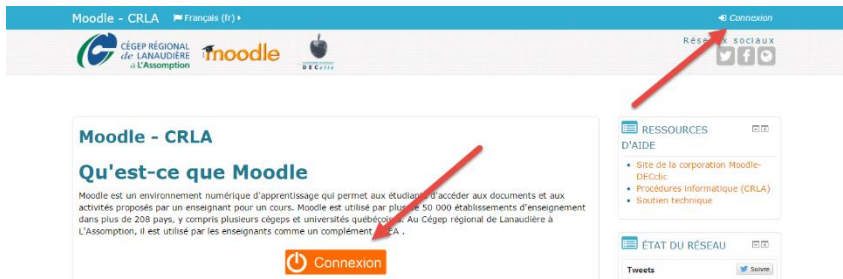 Moodle - CRLA Français (fr) Connexion
CÉGEP RÉGIONAL
de LANAUDIÈRE
à L'Assomption
moodle
DECclic
Réseaux sociaux
Moodle - CRLA
Qu'est-ce que Moodle
Moodle est un environnement numérique d'apprentissage qui permet aux étudiants d'accéder aux documents et aux
activités proposés par un enseignant pour un cours. Moodle est utilisé par plus de 50 000 établissements d'enseignement
dans plus de 208 pays, y compris plusieurs cégeps et universités québécoises. Au Cégep régional de Lanaudière à
L'Assomption, il est utilisé par les enseignants comme un complément .
Connexion
RESSOURCES
D'AIDE
Site de la corporation Moodle-
DECclic
Procédures informatique (CRLA)
Soutien technique
ÉTAT DU RÉSEAU
Tweets Suivre